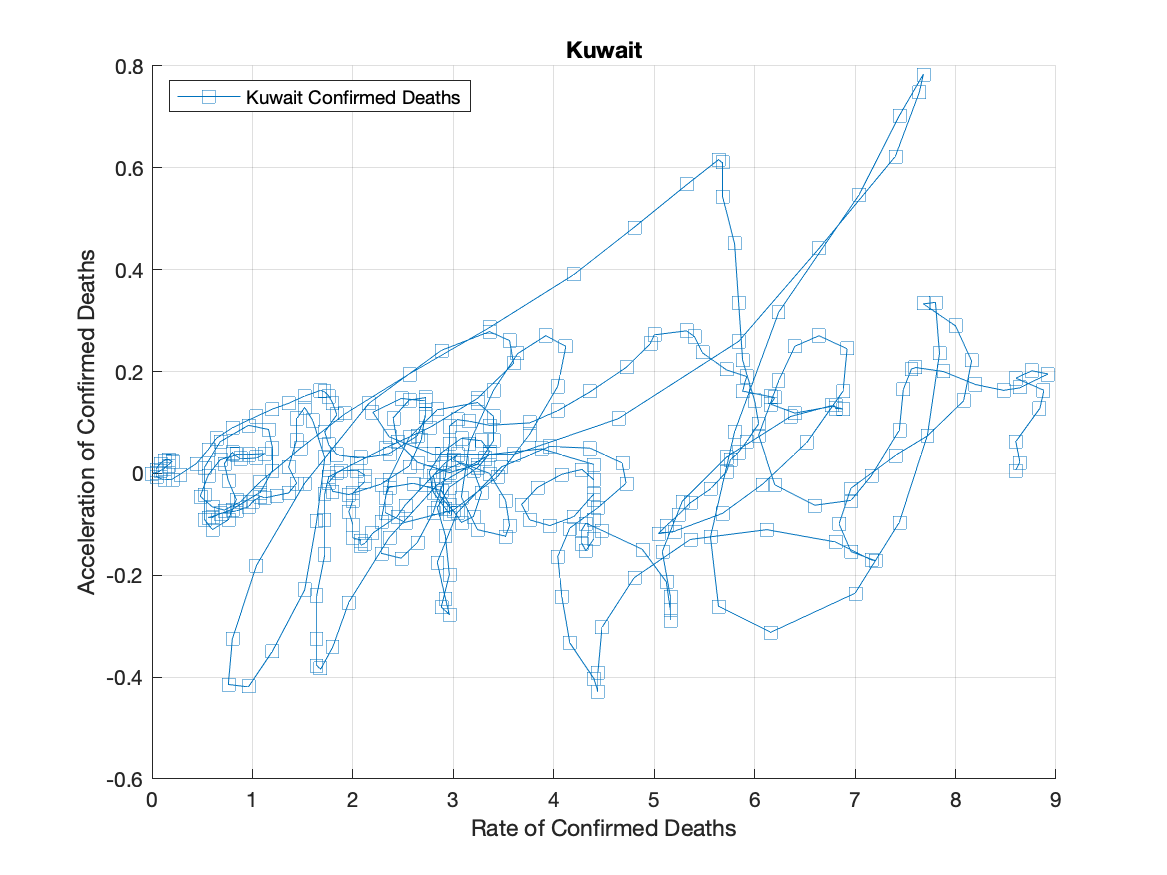 Kuwait
Kuwait Confirmed Deaths
0.8
0.6
0.4
0.2
0
-0.2
-0.4
-0.6
Acceleration of Confirmed Deaths
0 1 2 3 4 5 6 7 8 9
Rate of Confirmed Deaths